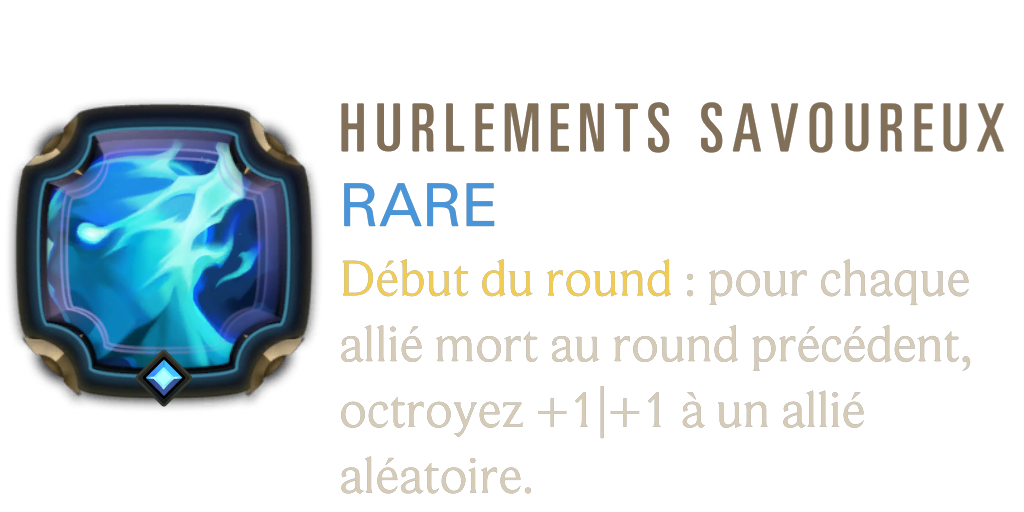 HURLEMENTS SAVOUREUX
RARE
Début du round : pour chaque
allié mort au round précédent,
octroyez +1|+1 à un allié
aléatoire.